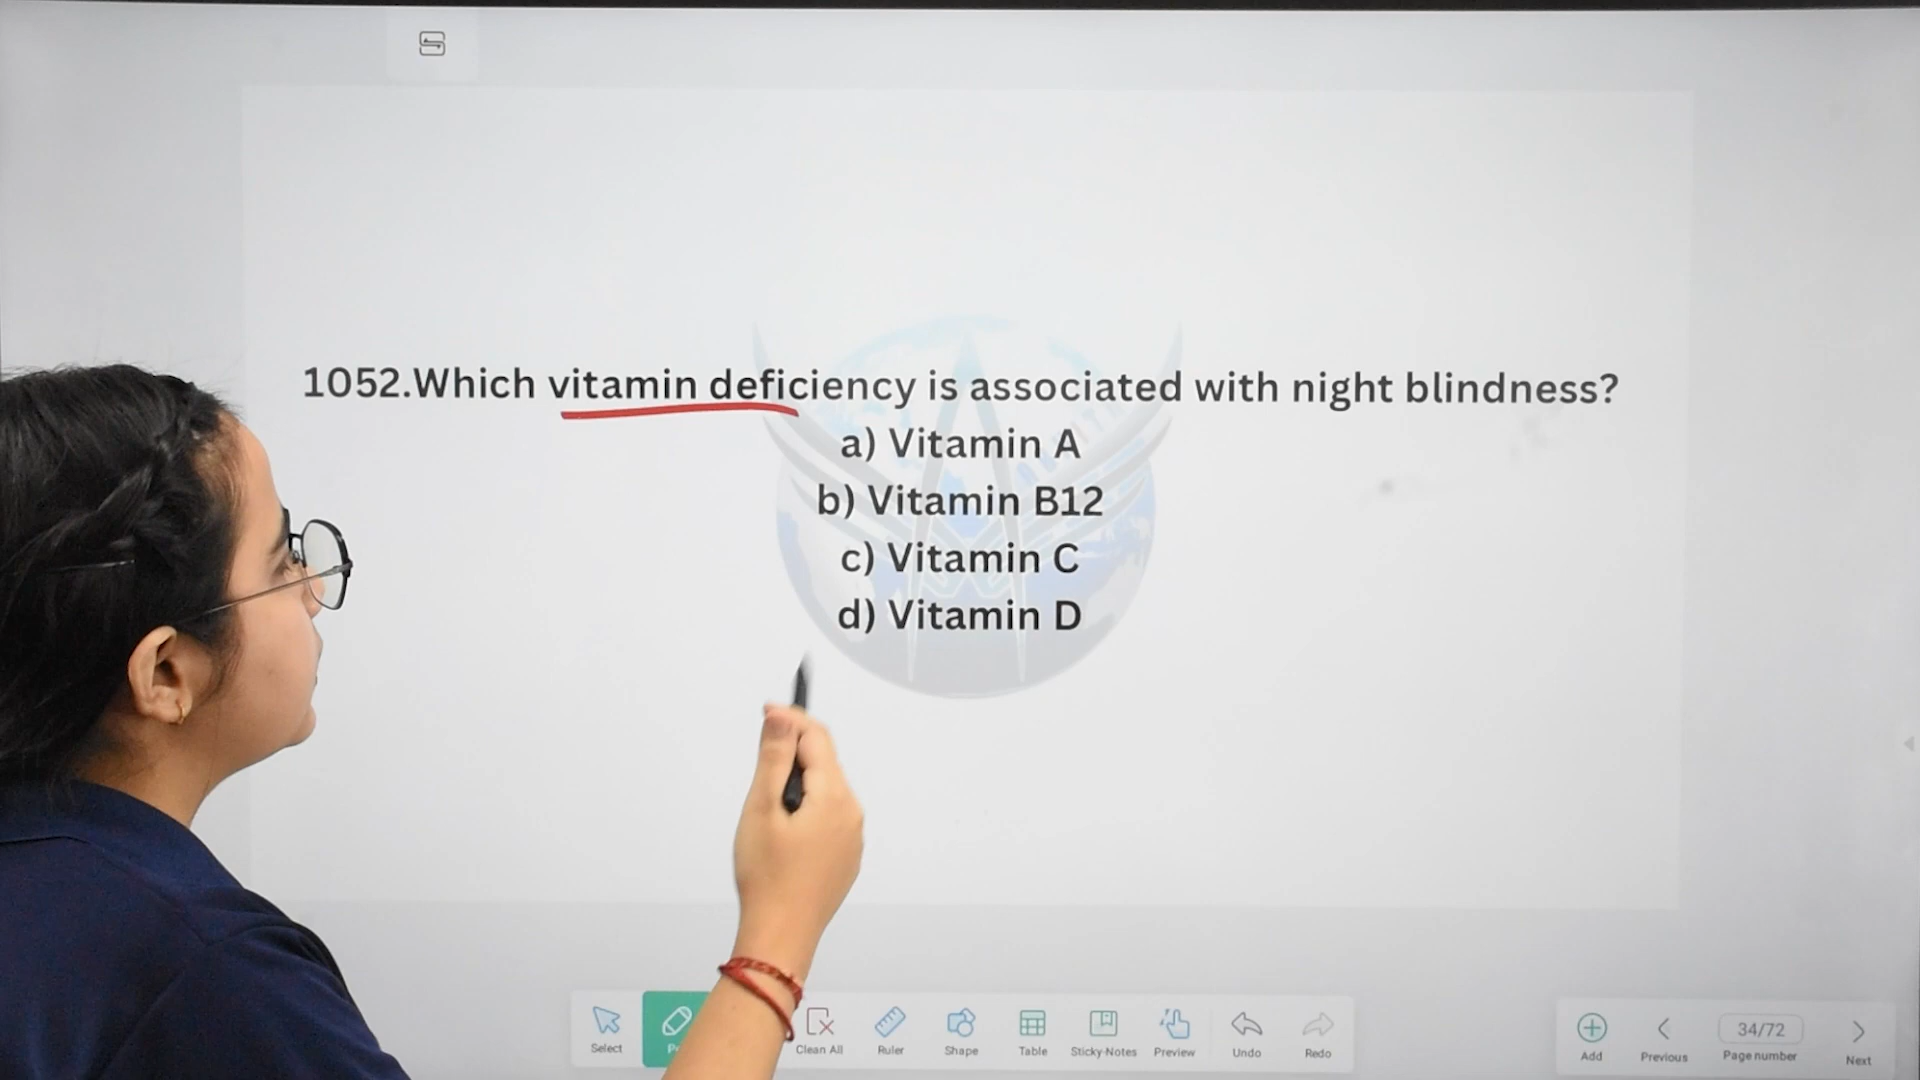 1052.Which vitamin deficiency is associated with night blindness?
a) Vitamin A
b) Vitamin B12
c) Vitamin C
d) Vitamin D
Select
Clean All
Ruler
Shape
Table
Sticky-Notes
Preview
Undo
Redo
Add
Previous
34/72
Page number
Next